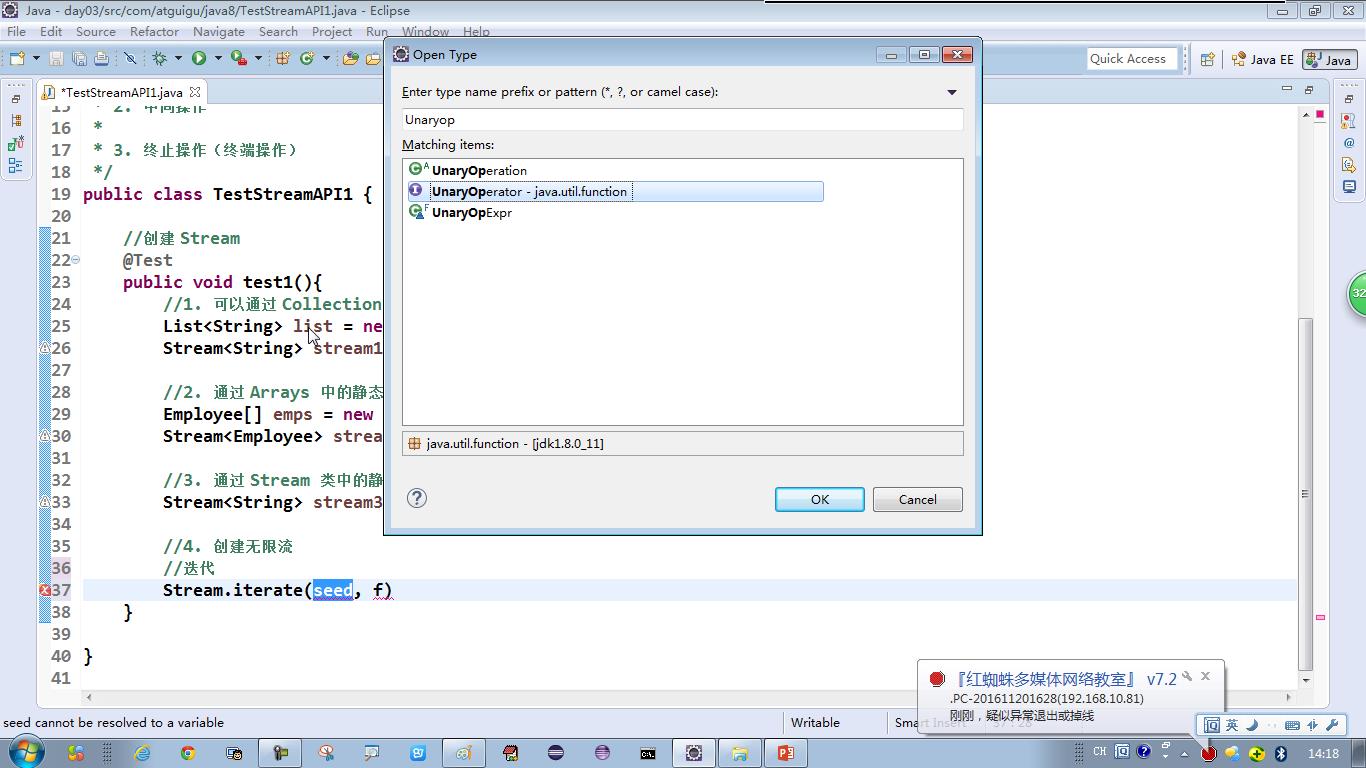 Java - day03/src/com/atguigu/java8/TestStreamAPI1.java - Eclipse
File Edit Source Refactor Navigate Search Project Run Window Help
Quick Access Java EE Java
*TestStreamAPI1.java
15 * 2. 中间操作
16 *
17 * 3. 终止操作（终端操作）
18 */
19 public class TestStreamAPI1 {
20
21 //创建 Stream
22 @Test
23 public void test1(){
24 //1. 可以通过 Collection
25 List<String> list = ne
26 Stream<String> stream1
27
28 //2. 通过 Arrays 中的静态
29 Employee[] emps = new
30 Stream<Employee> strea
31
32 //3. 通过 Stream 类中的静
33 Stream<String> stream3
34
35 //4. 创建无限流
36 //迭代
37 Stream.iterate(seed, f)
38 }
39
40 }
41
Open Type
Enter type name prefix or pattern (*, ?, or camel case):
Unaryop
Matching items:
UnaryOperation
UnaryOperator - java.util.function
UnaryOpExpr
java.util.function - [jdk1.8.0_11]
OK Cancel
32
『红蜘蛛多媒体网络教室』 v7.2
.PC-201611201628(192.168.10.81)
刚刚，疑似异常退出或掉线
seed cannot be resolved to a variable Writable Smart Insert
英
CH 14:18